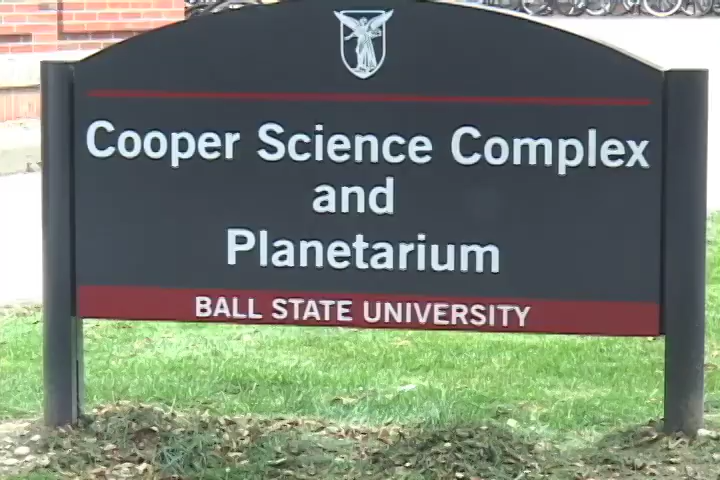 Cooper Science Complex
and
Planetarium
BALL STATE UNIVERSITY